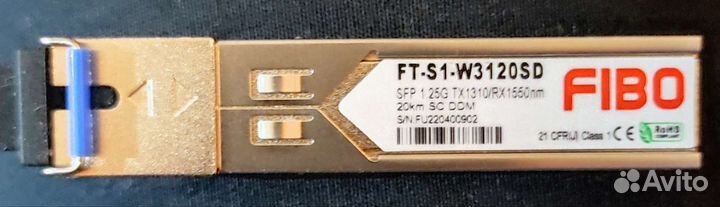 FT-S1-W3120SD
SFP 1.25G TX1310/RX1550nm
20km SC DDM
S/N:FU220400902
FIBO
21 CFR(J) Class 1 CE RoHS
Avito